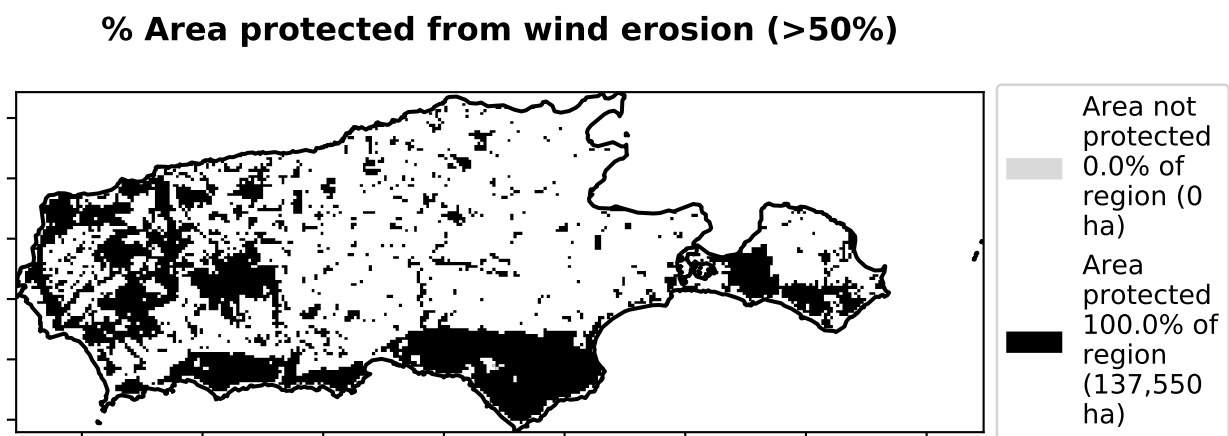 % Area protected from wind erosion (>50%)
Area not
protected
0.0% of
region (0
ha)
Area
protected
100.0% of
region
(137,550
ha)